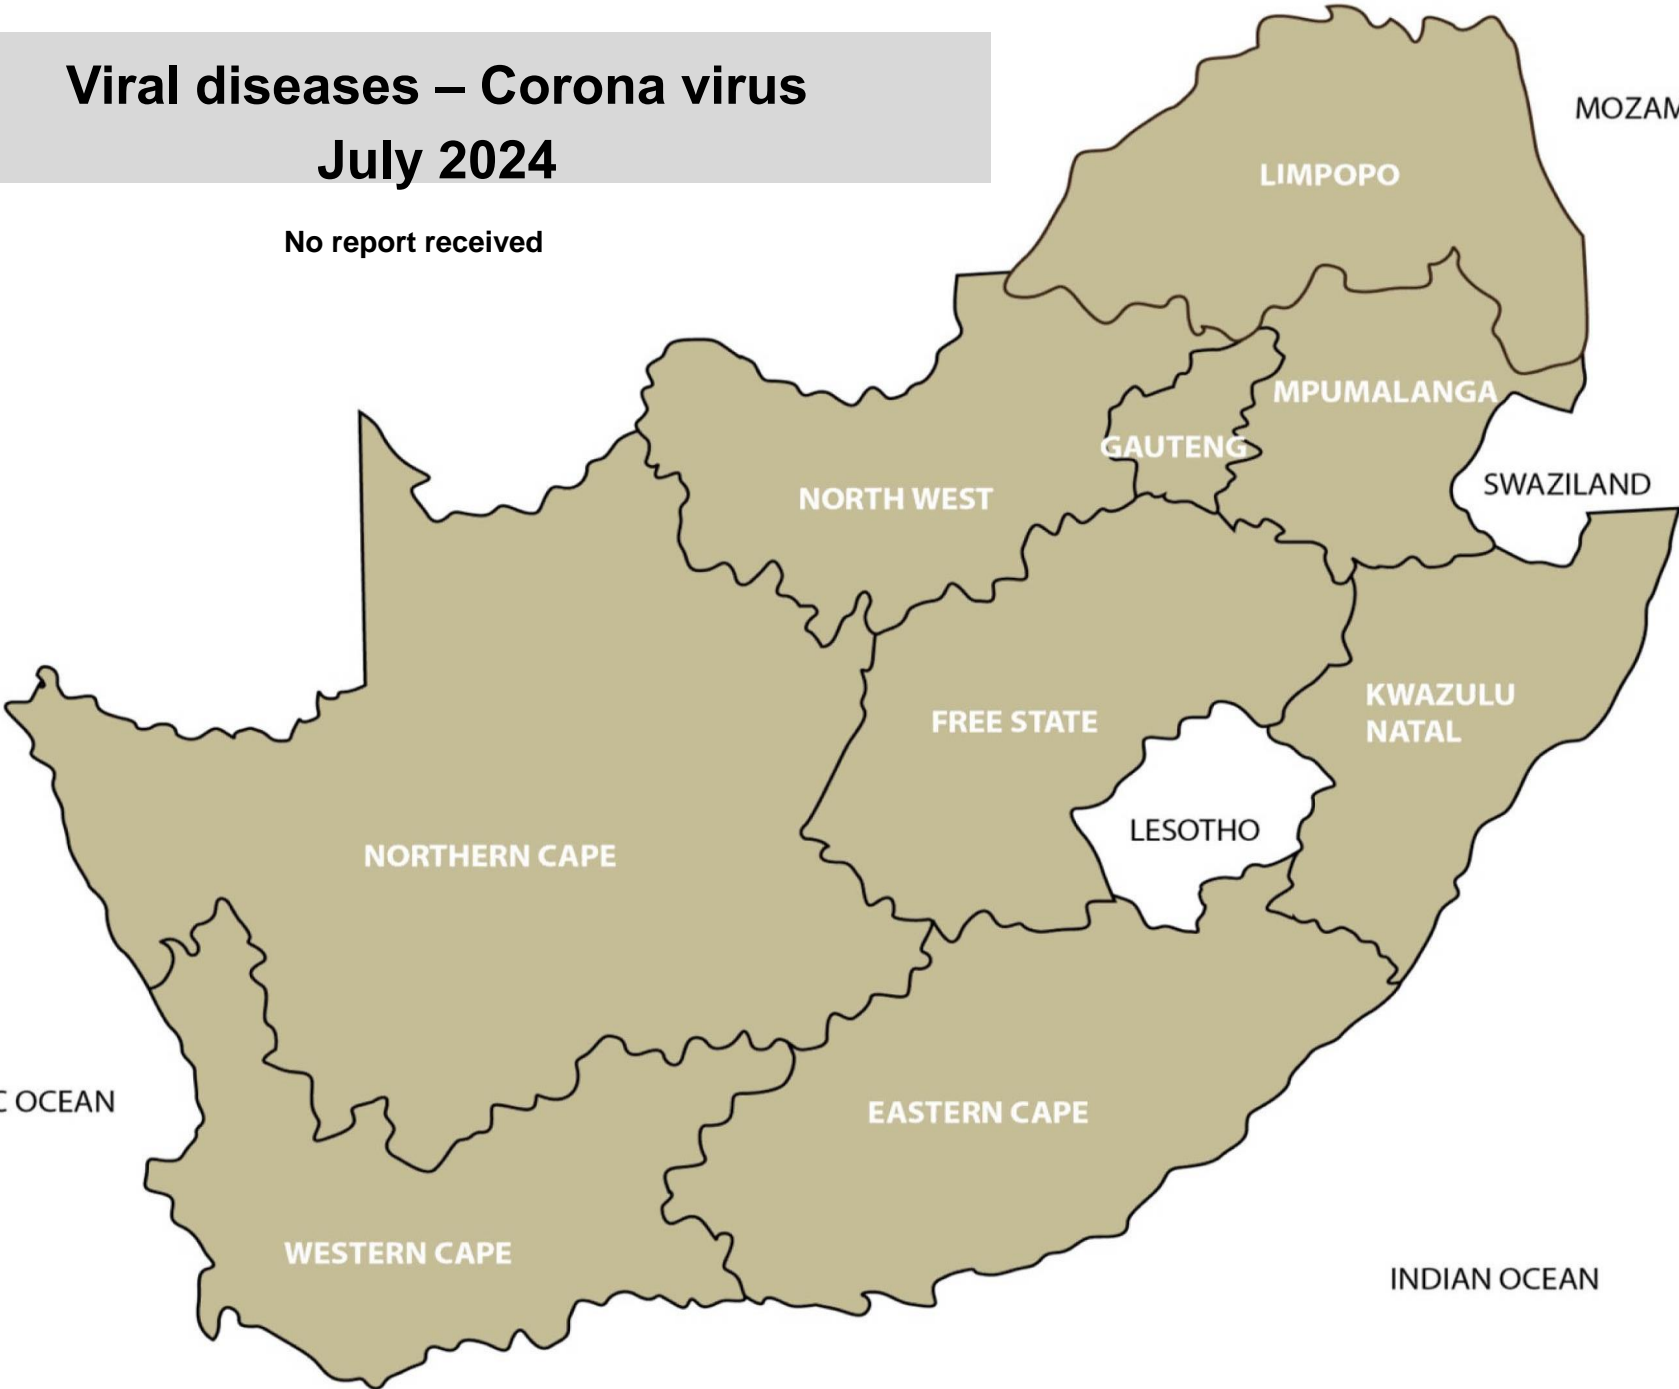 Viral diseases – Corona virus
July 2024
No report received
MOZAM
LIMPOPO
MPUMALANGA
GAUTENG
SWAZILAND
NORTH WEST
KWAZULU
NATAL
FREE STATE
LESOTHO
NORTHERN CAPE
C OCEAN
EASTERN CAPE
WESTERN CAPE
INDIAN OCEAN